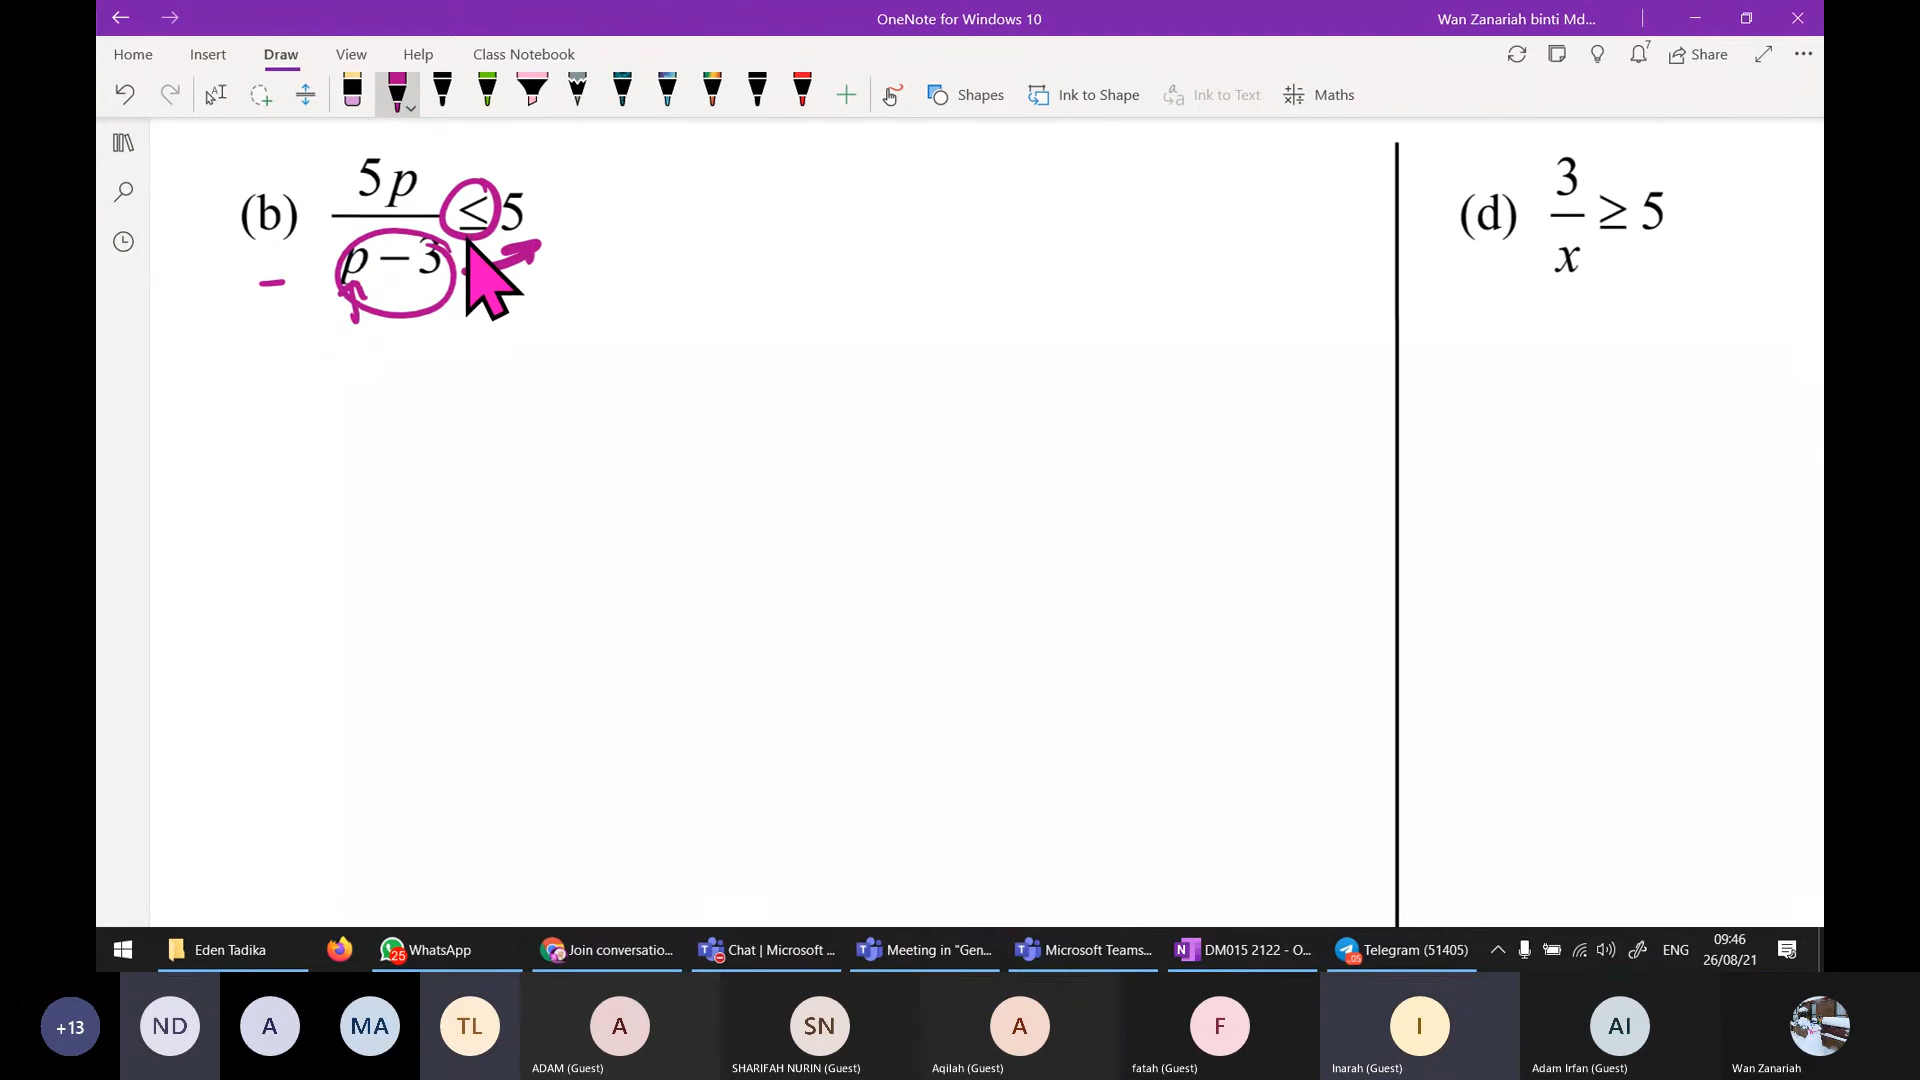 OneNote for Windows 10
Wan Zanariah binti Md...
Home Insert Draw View Help Class Notebook
7
Share
Shapes Ink to Shape Ink to Text Maths
(b) 5p / p − 3 ≤ 5
−
(d) 3 / x ≥ 5
Eden Tadika
25 WhatsApp
Join conversatio...
Chat | Microsoft ...
Meeting in "Gen...
Microsoft Teams...
DM015 2122 - O...
Telegram (51405)
ENG
09:46
26/08/21
+13 ND A MA TL A SN A F I AI
ADAM (Guest) SHARIFAH NURIN (Guest) Aqilah (Guest) fatah (Guest) Inarah (Guest) Adam Irfan (Guest) Wan Zanariah